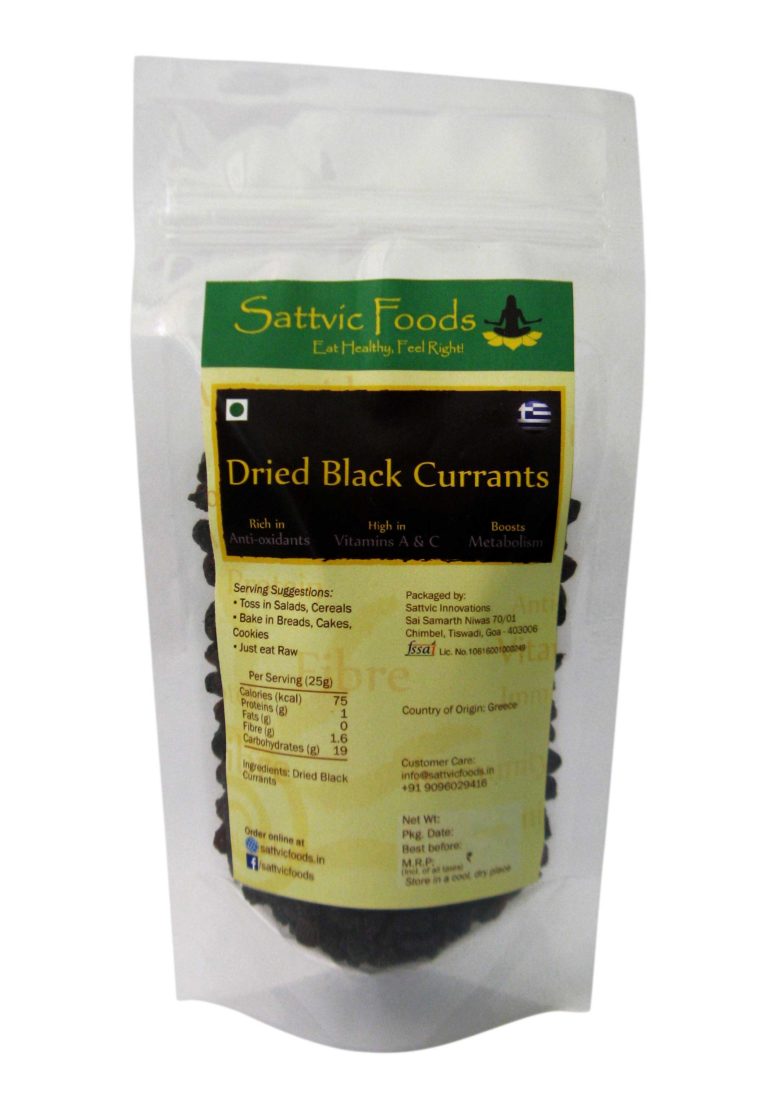 Sattvic Foods
Eat Healthy, Feel Right!
Dried Black Currants
Rich in
Anti-oxidants
High in
Vitamins A & C
Boosts
Metabolism
Serving Suggestions:
• Toss in Salads, Cereals
• Bake in Breads, Cakes,
Cookies
• Just eat Raw
Per Serving (25g)
Calories (kcal) 75
Proteins (g) 1
Fats (g) 0
Fibre (g) 1.6
Carbohydrates (g) 19
Ingredients: Dried Black
Currants
Order online at
sattvicfoods.in
/sattvicfoods
Packaged by:
Sattvic Innovations
Sai Samarth Niwas 70/01
Chimbel, Tiswadi, Goa - 403006
fssai Lic. No. 10616001000249
Country of Origin: Greece
Customer Care:
info@sattvicfoods.in
+91 9096029416
Net Wt:
Pkg. Date:
Best before:
M.R.P: ₹
(Incl. of all taxes)
Store in a cool, dry place
Protein
Fibre